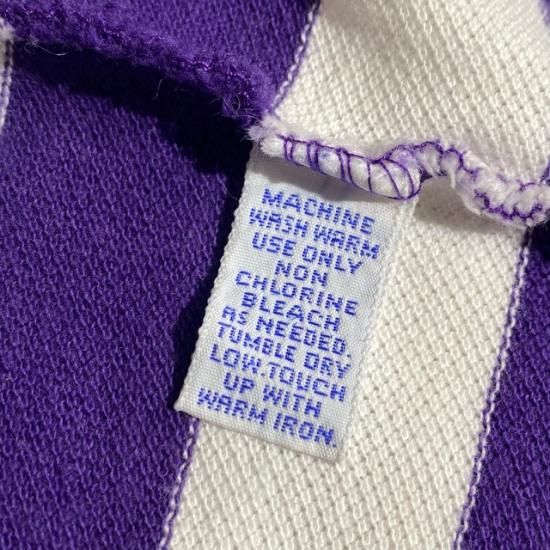 MACHINE
WASH WARM
USE ONLY
NON
CHLORINE
BLEACH
AS NEEDED.
TUMBLE DRY
LOW.TOUCH
UP WITH
WARM IRON.